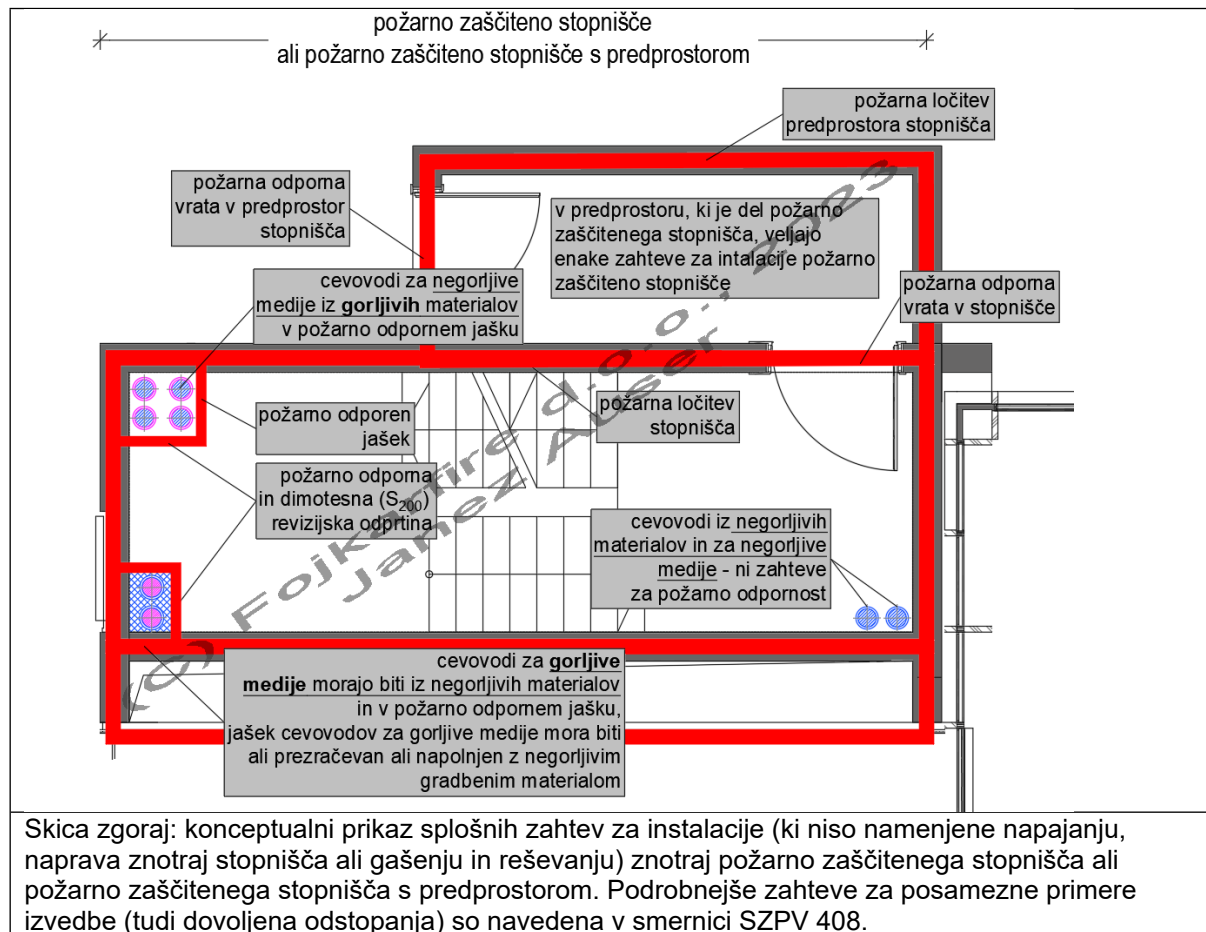 požarno zaščiteno stopnišče
ali požarno zaščiteno stopnišče s predprostorom
požarna ločitev
predprostora stopnišča
požarna odporna
vrata v predprostor
stopnišča
v predprostoru, ki je del požarno
zaščitenega stopnišča, veljajo
enake zahteve za intalacije požarno
zaščiteno stopnišče
cevovodi za negorljive
medije iz gorljivih materialov
v požarno odpornem jašku
požarna odporna
vrata v stopnišče
požarno odporen
jašek
požarna ločitev
stopnišča
požarno odporna
in dimotesna (S200)
revizijska odprtina
cevovodi iz negorljivih
materialov in za negorljive
medije - ni zahteve
za požarno odpornost
cevovodi za gorljive
medije morajo biti iz negorljivih materialov
in v požarno odpornem jašku,
jašek cevovodov za gorljive medije mora biti
ali prezračevan ali napolnjen z negorljivim
gradbenim materialom
(c) Fojkarfire d.o.o., 2023
Janez Auser
Skica zgoraj: konceptualni prikaz splošnih zahtev za instalacije (ki niso namenjene napajanju,
naprava znotraj stopnišča ali gašenju in reševanju) znotraj požarno zaščitenega stopnišča ali
požarno zaščitenega stopnišča s predprostorom. Podrobnejše zahteve za posamezne primere
izvedbe (tudi dovoljena odstopanja) so navedena v smernici SZPV 408.